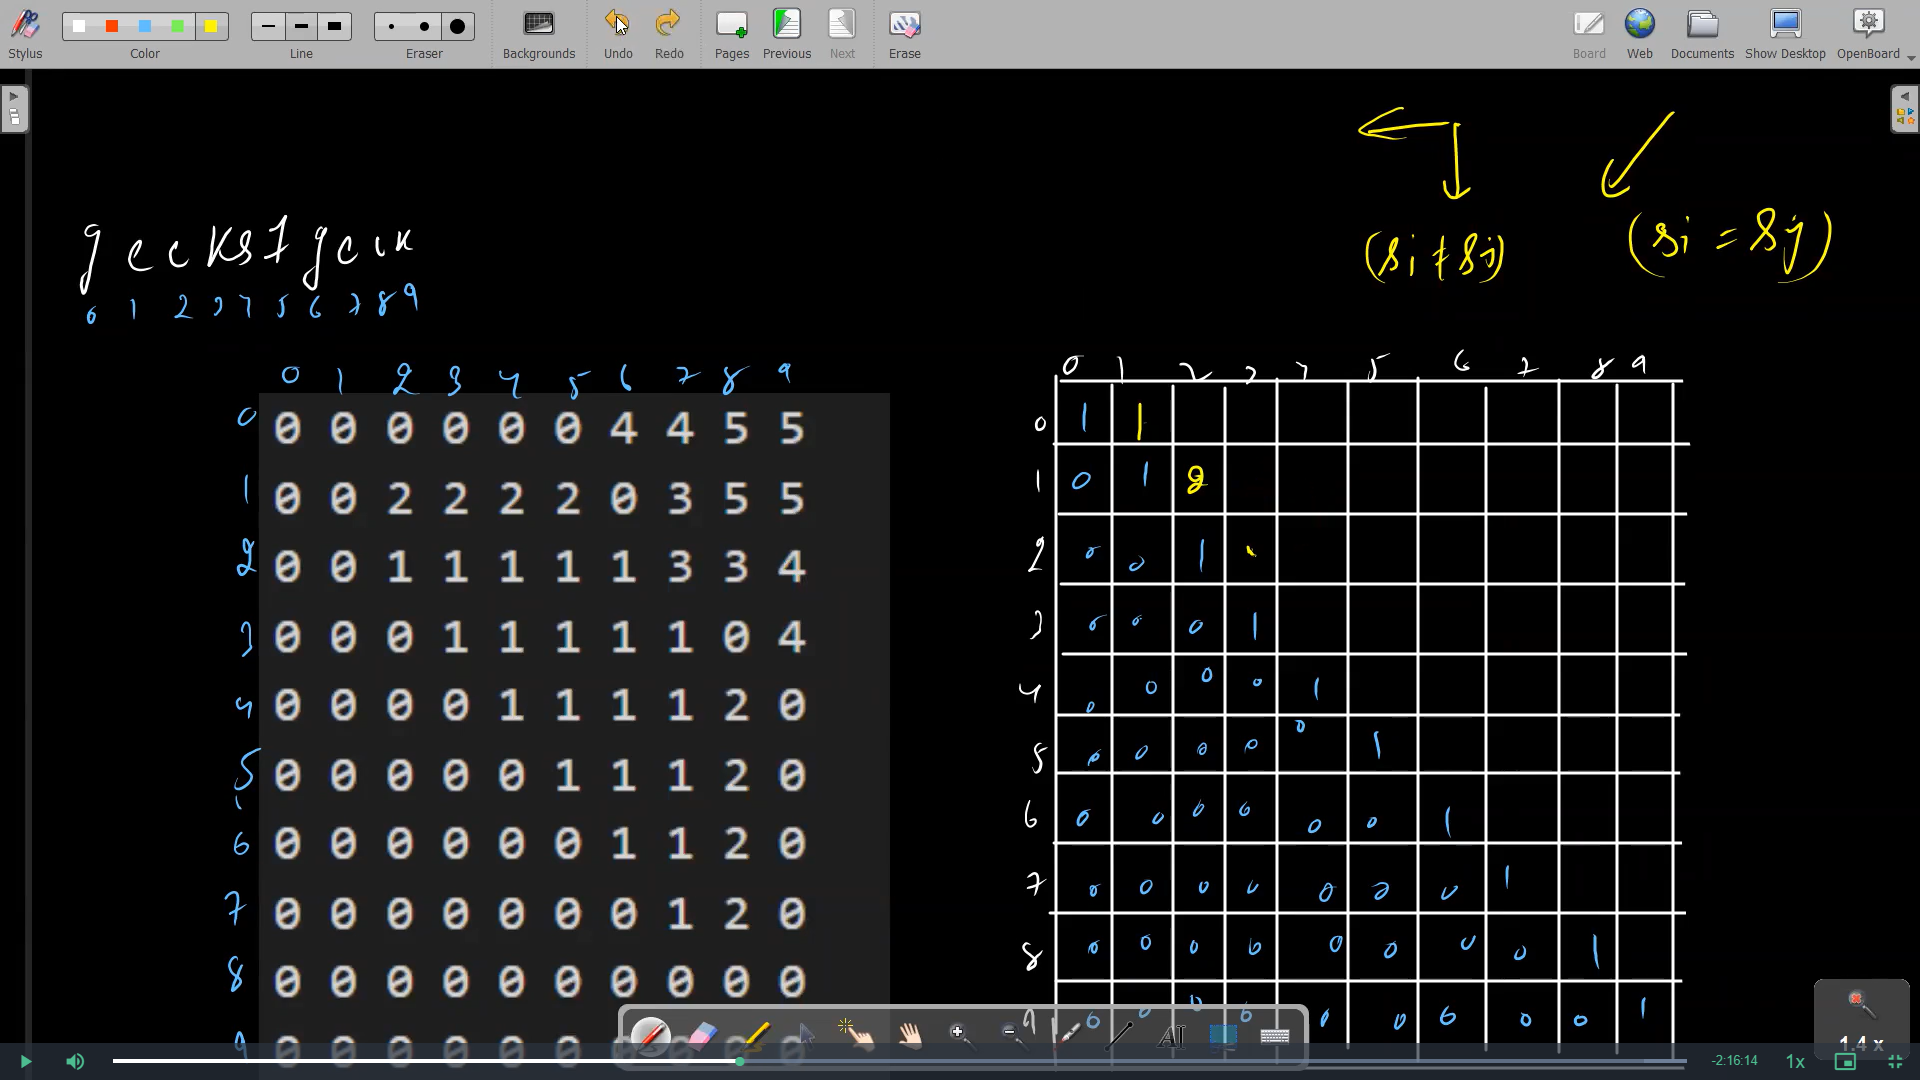 Stylus Color Line Eraser Backgrounds Undo Redo Pages Previous Next Erase Board Web Documents Show Desktop OpenBoard
(si ≠ sj) (si = sj)
0 1 2 3 4 5 6 7 8 9
0 1 2 3 4 5 6 7 8 9
0 0 0 0 0 0 0 4 4 5 5
1 0 0 2 2 2 2 0 3 5 5
2 0 0 1 1 1 1 1 3 3 4
3 0 0 0 1 1 1 1 1 0 4
4 0 0 0 0 1 1 1 1 2 0
5 0 0 0 0 0 1 1 1 2 0
6 0 0 0 0 0 0 1 1 2 0
7 0 0 0 0 0 0 0 1 2 0
8 0 0 0 0 0 0 0 0 0 0
9 0 0 0 0 0 0 0 0 0 0
0 1 2 3 4 5 6 7 8 9
0 1 1
1 0 1 2
2 0 0 1
3 0 0 0 1
4 0 0 0 0 1
5 0 0 0 0 0 1
6 0 0 0 0 0 0 1
7 0 0 0 0 0 0 0 1
8 0 0 0 0 0 0 0 0 1
9 0 0 0 0 0 0 0 0 0 1
AI
1.4 x
-2:16:14 1x